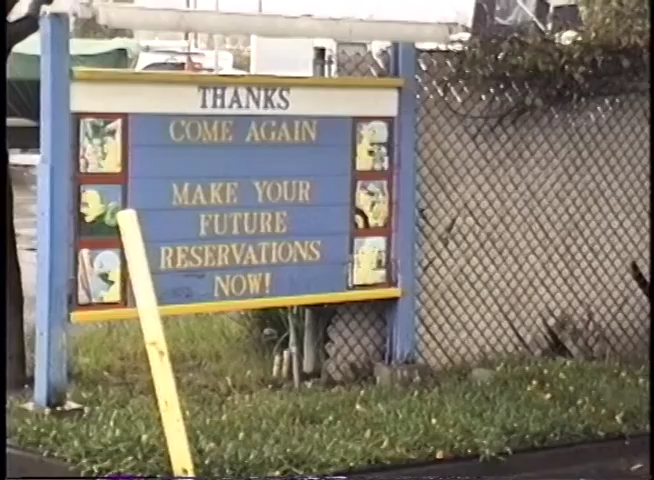 THANKS
COME AGAIN
MAKE YOUR
FUTURE
RESERVATIONS
NOW!